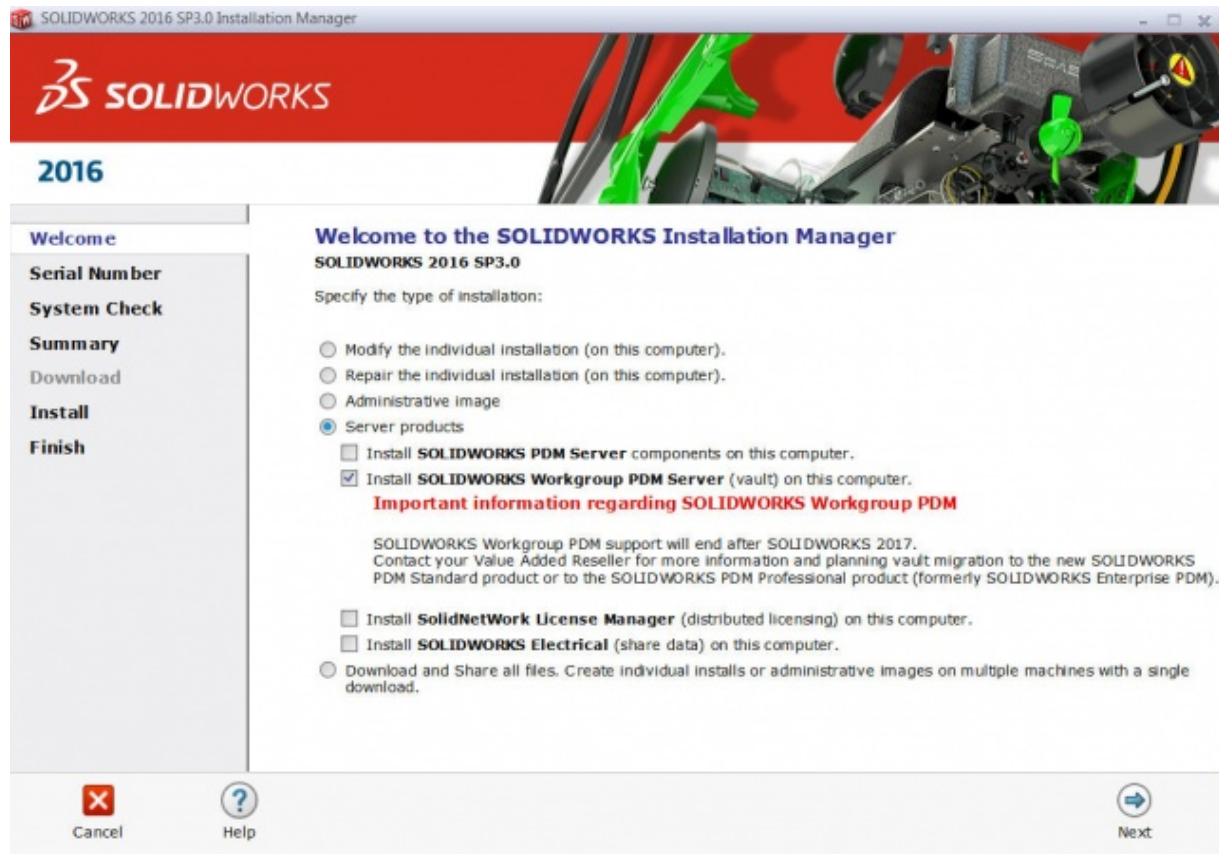 SOLIDWORKS 2016 SP3.0 Installation Manager
SOLIDWORKS
2016
Welcome
Serial Number
System Check
Summary
Download
Install
Finish
Welcome to the SOLIDWORKS Installation Manager
SOLIDWORKS 2016 SP3.0
Specify the type of installation:
Modify the individual installation (on this computer).
Repair the individual installation (on this computer).
Administrative image
Server products
Install SOLIDWORKS PDM Server components on this computer.
Install SOLIDWORKS Workgroup PDM Server (vault) on this computer.
Important information regarding SOLIDWORKS Workgroup PDM
SOLIDWORKS Workgroup PDM support will end after SOLIDWORKS 2017.
Contact your Value Added Reseller for more information and planning vault migration to the new SOLIDWORKS
PDM Standard product or to the SOLIDWORKS PDM Professional product (formerly SOLIDWORKS Enterprise PDM).
Install SolidNetWork License Manager (distributed licensing) on this computer.
Install SOLIDWORKS Electrical (share data) on this computer.
Download and Share all files. Create individual installs or administrative images on multiple machines with a single
download.
Cancel
Help
Next